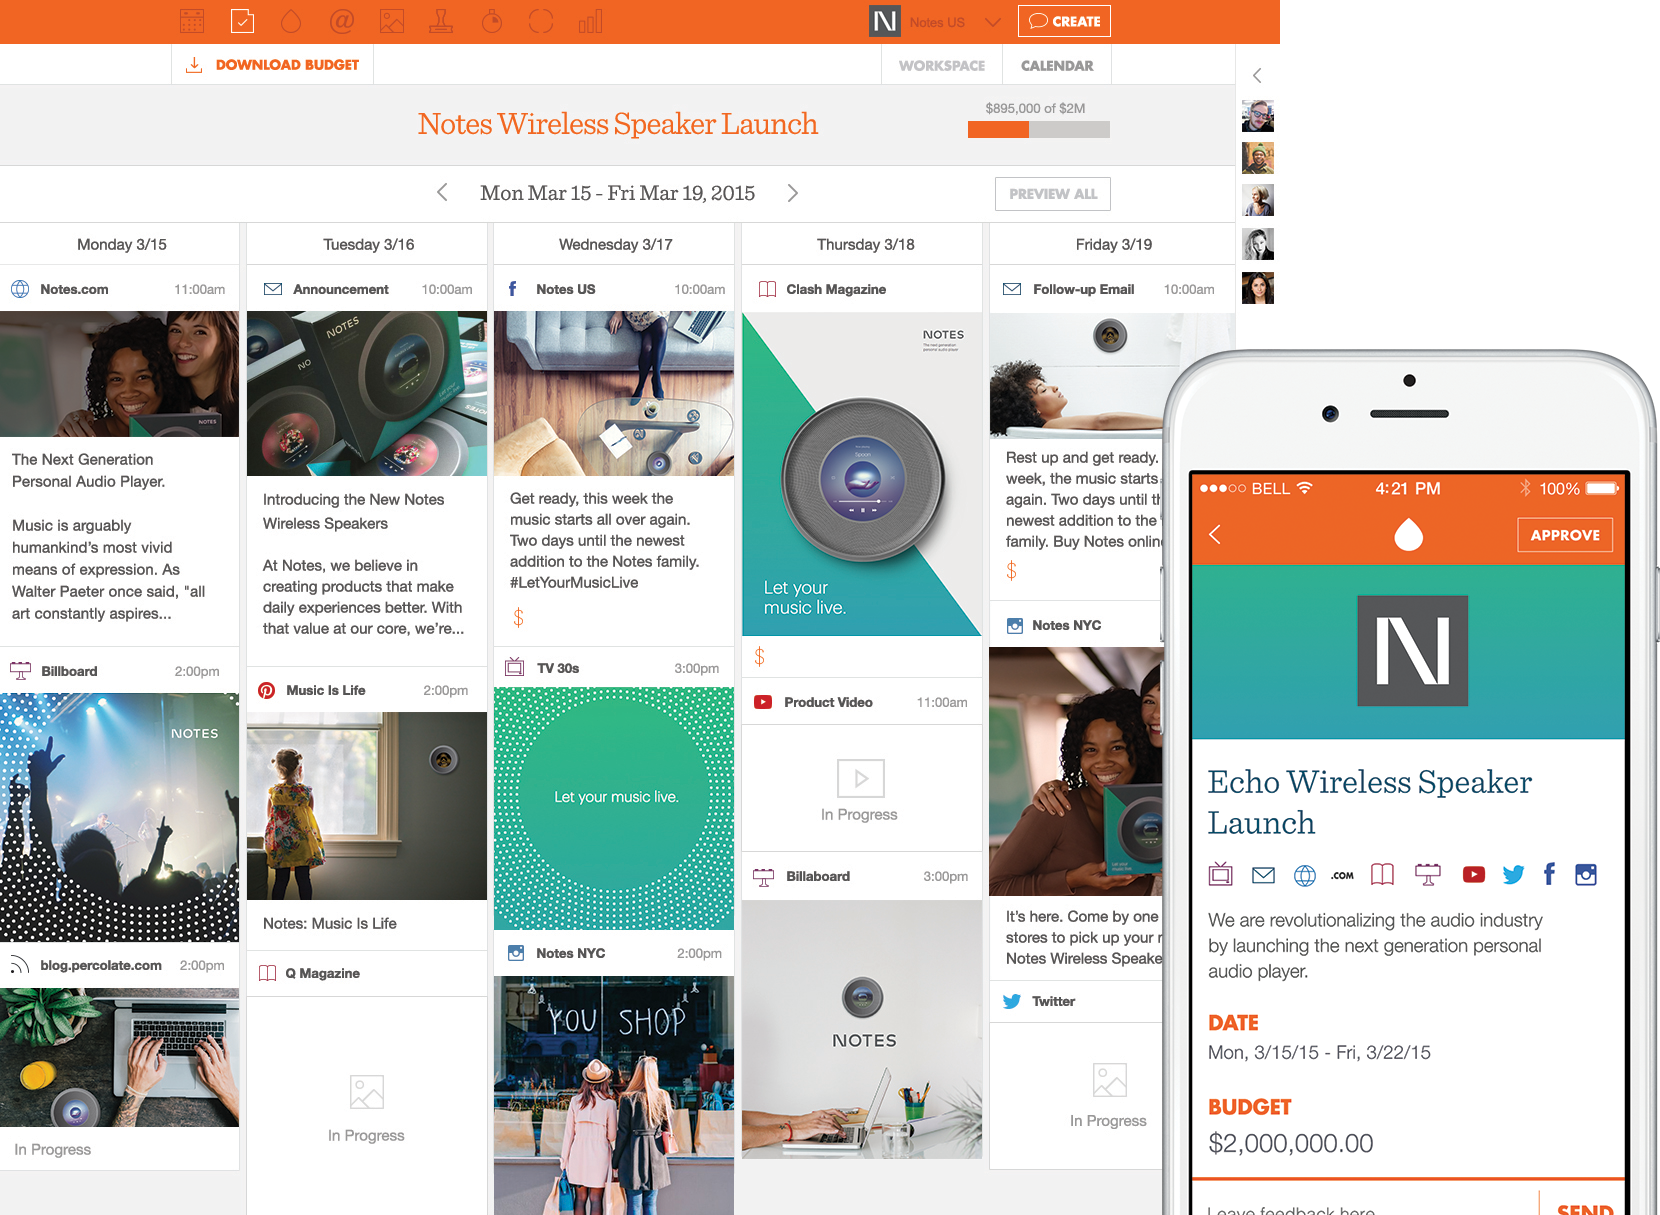 Notes US
CREATE
DOWNLOAD BUDGET
WORKSPACE
CALENDAR
Notes Wireless Speaker Launch
$895,000 of $2M
Mon Mar 15 - Fri Mar 19, 2015
PREVIEW ALL
Monday 3/15
Notes.com 11:00am
NOTES
The Next Generation
Personal Audio Player.
Music is arguably
humankind's most vivid
means of expression. As
Walter Paeter once said, "all
art constantly aspires...
Billboard 2:00pm
NOTES
blog.percolate.com 2:00pm
In Progress
Tuesday 3/16
Announcement 10:00am
NOTES
NO
Introducing the New Notes
Wireless Speakers
At Notes, we believe in
creating products that make
daily experiences better. With
that value at our core, we're...
Music Is Life 2:00pm
Notes: Music Is Life
Q Magazine
In Progress
Wednesday 3/17
Notes US 10:00am
Get ready, this week the
music starts all over again.
Two days until the newest
addition to the Notes family.
#LetYourMusicLive
$
TV 30s 3:00pm
Let your music live.
Notes NYC 2:00pm
YOU SHOP
Thursday 3/18
Clash Magazine
NOTES
The next generation
personal audio player
Spoon
Let your
music live.
$
Product Video 11:00am
In Progress
Billaboard 3:00pm
NOTES
Friday 3/19
Follow-up Email 10:00am
Rest up and get ready.
week, the music starts
again. Two days until th
newest addition to the
family. Buy Notes onlin
$
Notes NYC
It's here. Come by one
stores to pick up your n
Notes Wireless Speake
Twitter
In Progress
BELL 4:21 PM 100%
APPROVE
N
Echo Wireless Speaker
Launch
.COM
We are revolutionalizing the audio industry
by launching the next generation personal
audio player.
DATE
Mon, 3/15/15 - Fri, 3/22/15
BUDGET
$2,000,000.00
Leave feedback here
SEND